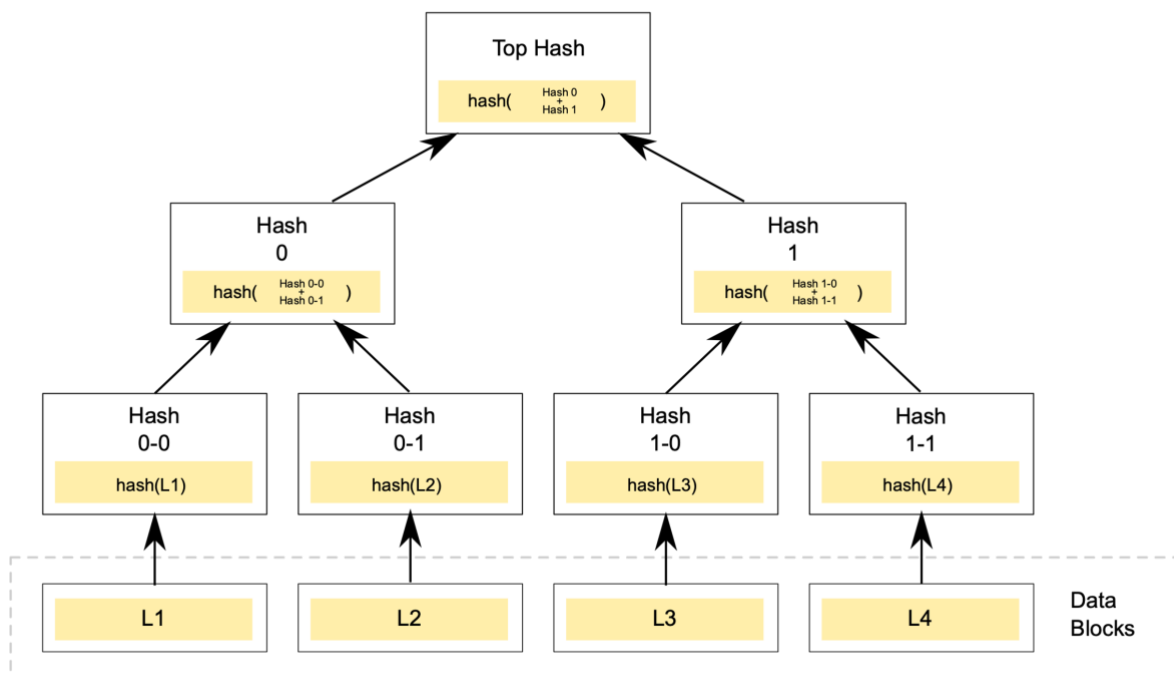 Top Hash
hash( Hash 0 + Hash 1 )
Hash
0
hash( Hash 0-0 + Hash 0-1 )
Hash
1
hash( Hash 1-0 + Hash 1-1 )
Hash
0-0
hash(L1)
Hash
0-1
hash(L2)
Hash
1-0
hash(L3)
Hash
1-1
hash(L4)
L1
L2
L3
L4
Data
Blocks